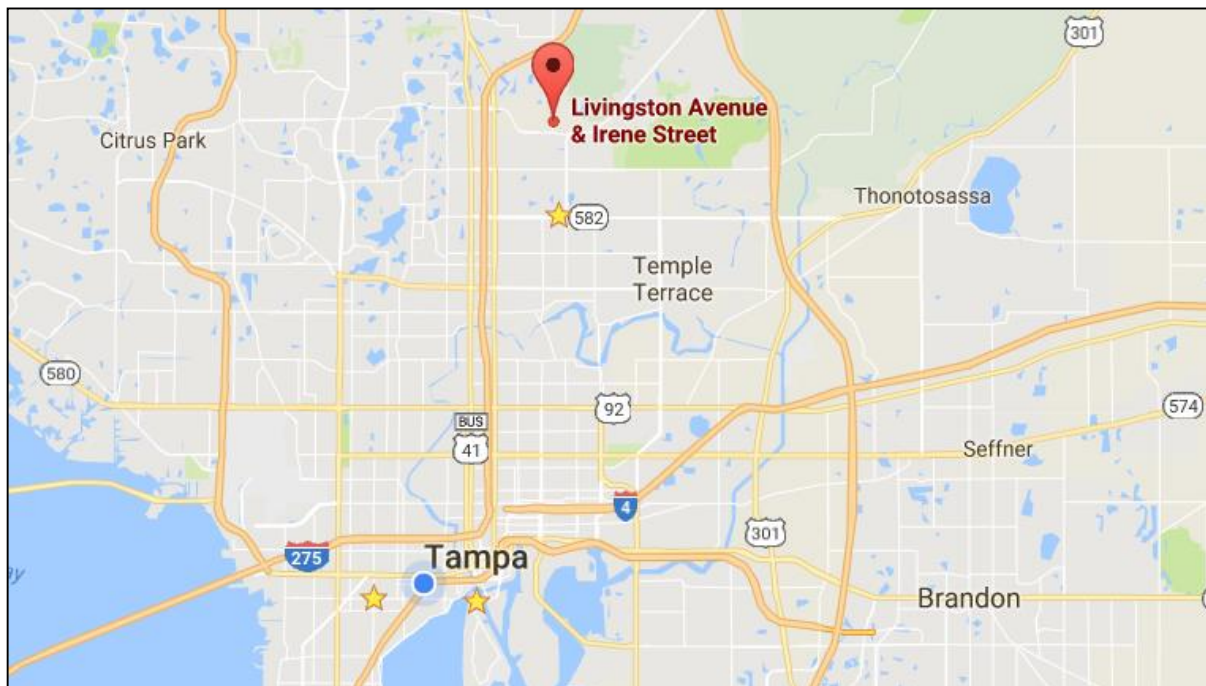 301
Livingston Avenue
& Irene Street
Citrus Park
Thonotosassa
582
Temple
Terrace
580
92
574
BUS
41
Seffner
4
301
275
Tampa
Brandon